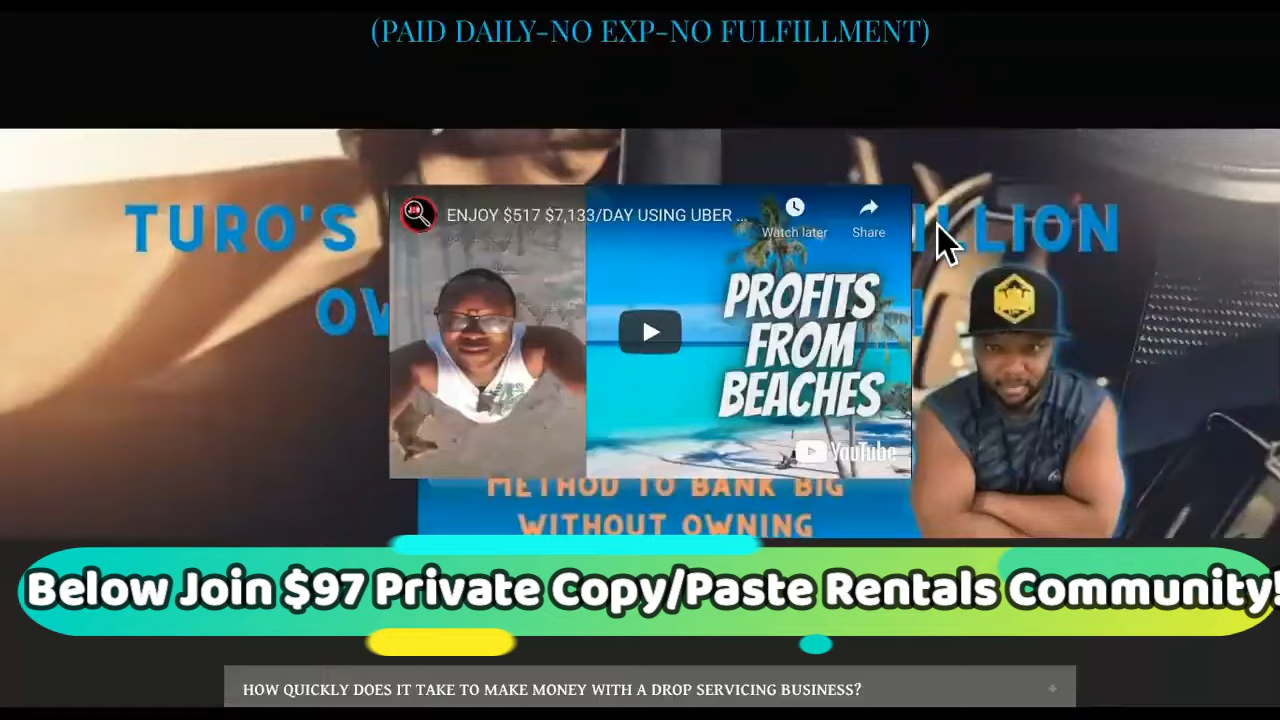 (PAID DAILY-NO EXP-NO FULFILLMENT)
TURO'S
ILLION
JOB
ENJOY $517 $7,133/DAY USING UBER ...
Watch later
Share
PROFITS
FROM
BEACHES
YouTube
METHOD TO BANK BIG
WITHOUT OWNING
Below Join $97 Private Copy/Paste Rentals Community!
HOW QUICKLY DOES IT TAKE TO MAKE MONEY WITH A DROP SERVICING BUSINESS?
+